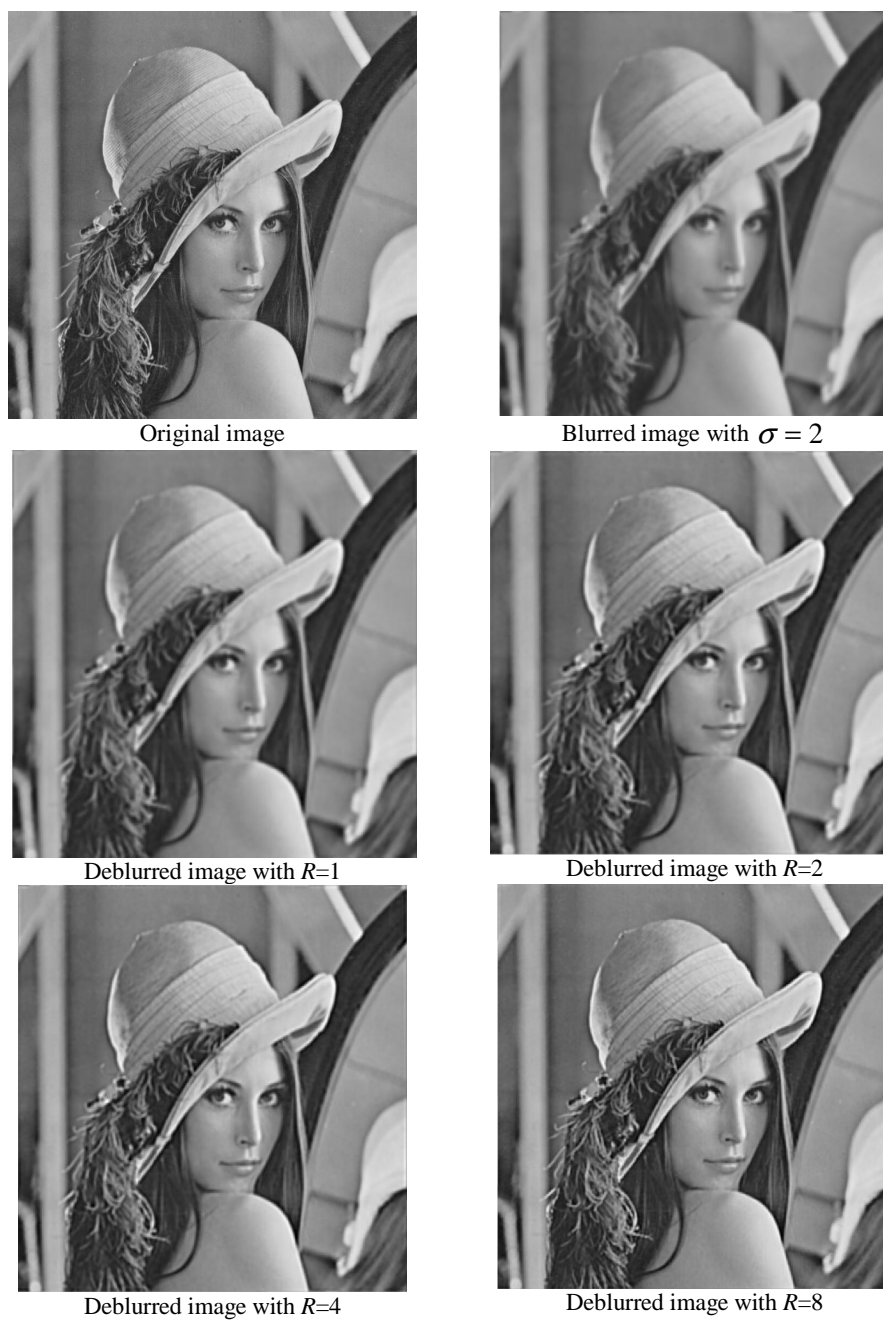 Original image
Blurred image with σ = 2
Deblurred image with R=1
Deblurred image with R=2
Deblurred image with R=4
Deblurred image with R=8